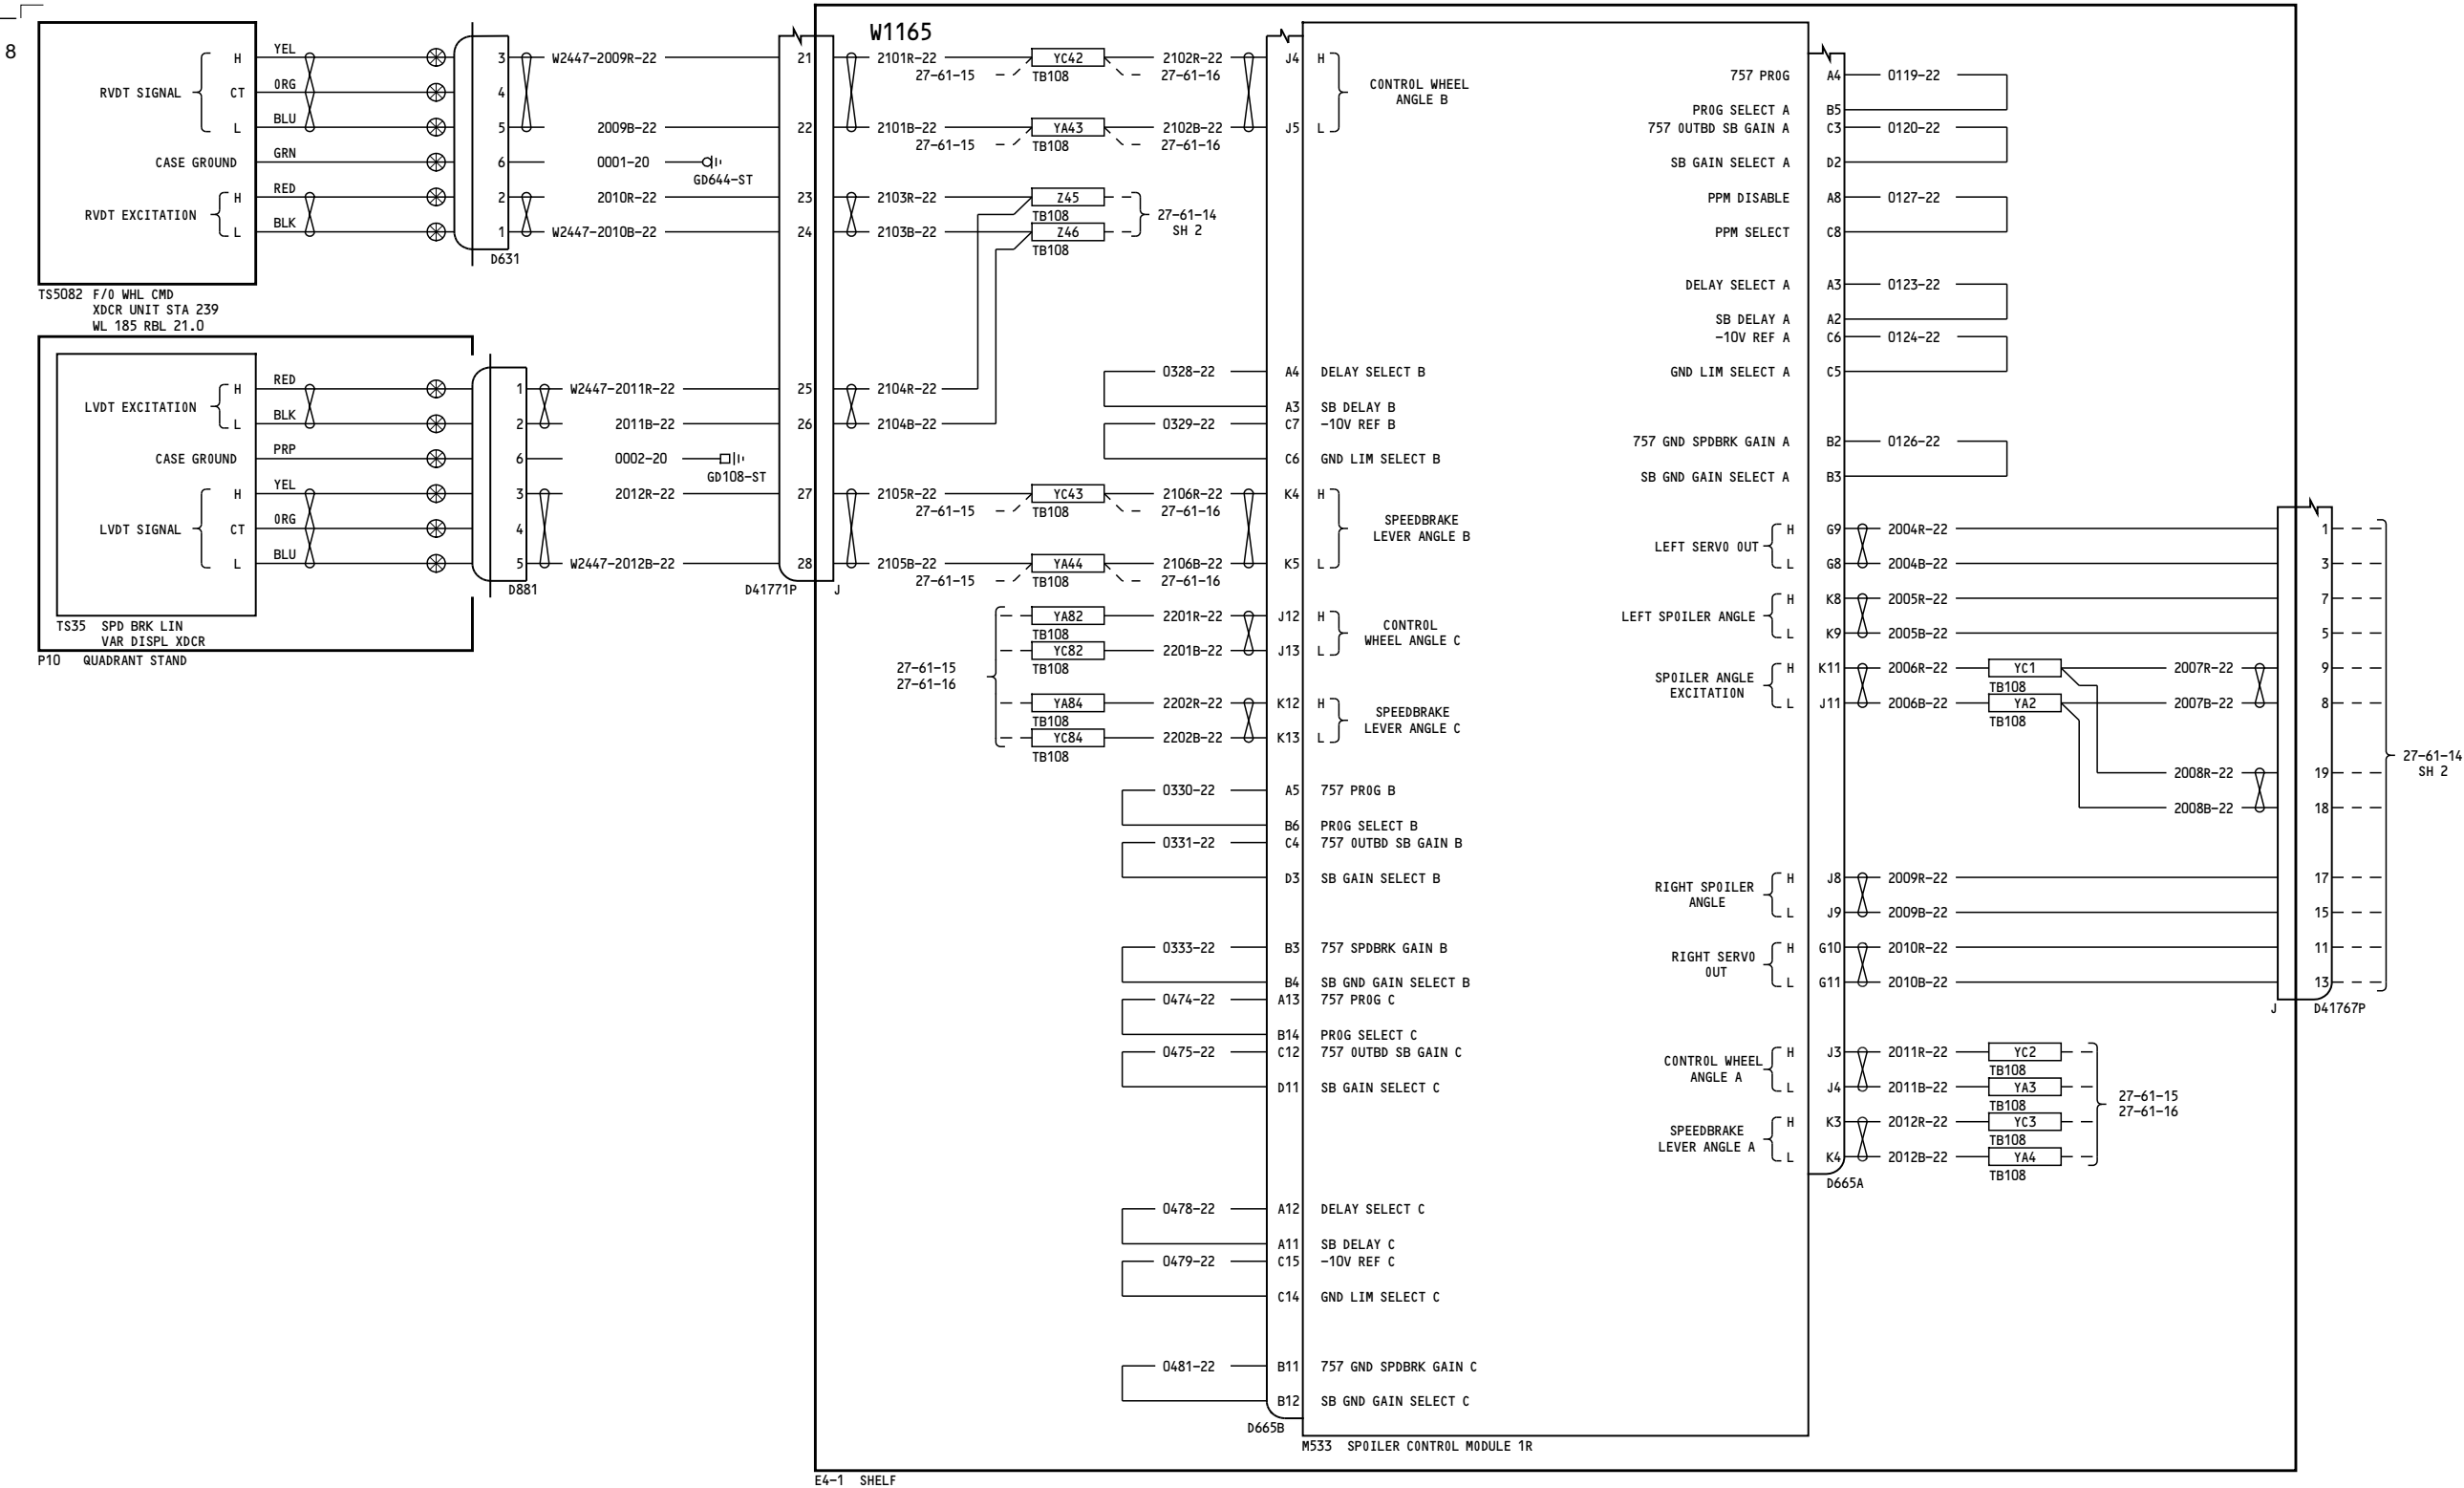 8
W1165
RVDT SIGNAL
H
CT
L
YEL
ORG
BLU
CASE GROUND
GRN
RVDT EXCITATION
H
L
RED
BLK
3
4
5
6
2
1
D631
TS5082 F/O WHL CMD
XDCR UNIT STA 239
WL 185 RBL 21.0
W2447-2009R-22
2009B-22
0001-20
GD644-ST
2010R-22
W2447-2010B-22
LVDT EXCITATION
H
L
RED
BLK
CASE GROUND
PRP
LVDT SIGNAL
H
CT
L
YEL
ORG
BLU
1
2
6
3
4
5
D881
TS35 SPD BRK LIN
VAR DISPL XDCR
P10 QUADRANT STAND
W2447-2011R-22
2011B-22
0002-20
GD108-ST
2012R-22
W2447-2012B-22
21
22
23
24
25
26
27
28
D41771P
J
2101R-22
27-61-15
YC42
TB108
2102R-22
27-61-16
2101B-22
27-61-15
YA43
TB108
2102B-22
27-61-16
2103R-22
Z45
TB108
2103B-22
Z46
TB108
27-61-14
SH 2
2104R-22
2104B-22
2105R-22
27-61-15
YC43
TB108
2106R-22
27-61-16
2105B-22
27-61-15
YA44
TB108
2106B-22
27-61-16
27-61-15
27-61-16
YA82
TB108
2201R-22
YC82
TB108
2201B-22
YA84
TB108
2202R-22
YC84
TB108
2202B-22
J4 H
J5 L
CONTROL WHEEL
ANGLE B
0328-22
A4 DELAY SELECT B
A3 SB DELAY B
0329-22
C7 -10V REF B
C6 GND LIM SELECT B
K4 H
K5 L
SPEEDBRAKE
LEVER ANGLE B
J12 H
J13 L
CONTROL
WHEEL ANGLE C
K12 H
K13 L
SPEEDBRAKE
LEVER ANGLE C
0330-22
A5 757 PROG B
B6 PROG SELECT B
0331-22
C4 757 OUTBD SB GAIN B
D3 SB GAIN SELECT B
0333-22
B3 757 SPDBRK GAIN B
B4 SB GND GAIN SELECT B
0474-22
A13 757 PROG C
B14 PROG SELECT C
0475-22
C12 757 OUTBD SB GAIN C
D11 SB GAIN SELECT C
0478-22
A12 DELAY SELECT C
A11 SB DELAY C
0479-22
C15 -10V REF C
C14 GND LIM SELECT C
0481-22
B11 757 GND SPDBRK GAIN C
B12 SB GND GAIN SELECT C
D665B
M533 SPOILER CONTROL MODULE 1R
E4-1 SHELF
757 PROG A4 0119-22
PROG SELECT A B5
757 OUTBD SB GAIN A C3 0120-22
SB GAIN SELECT A D2
PPM DISABLE A8 0127-22
PPM SELECT C8
DELAY SELECT A A3 0123-22
SB DELAY A A2
-10V REF A C6 0124-22
GND LIM SELECT A C5
757 GND SPDBRK GAIN A B2 0126-22
SB GND GAIN SELECT A B3
LEFT SERVO OUT
H G9 2004R-22
L G8 2004B-22
LEFT SPOILER ANGLE
H K8 2005R-22
L K9 2005B-22
SPOILER ANGLE
EXCITATION
H K11 2006R-22
YC1
TB108
2007R-22
L J11 2006B-22
YA2
TB108
2007B-22
2008R-22
2008B-22
RIGHT SPOILER
ANGLE
H J8 2009R-22
L J9 2009B-22
RIGHT SERVO
OUT
H G10 2010R-22
L G11 2010B-22
CONTROL WHEEL
ANGLE A
H J3 2011R-22
YC2
TB108
L J4 2011B-22
YA3
TB108
SPEEDBRAKE
LEVER ANGLE A
H K3 2012R-22
YC3
TB108
L K4 2012B-22
YA4
TB108
D665A
27-61-15
27-61-16
1
3
7
5
9
8
19
18
17
15
11
13
J
D41767P
27-61-14
SH 2